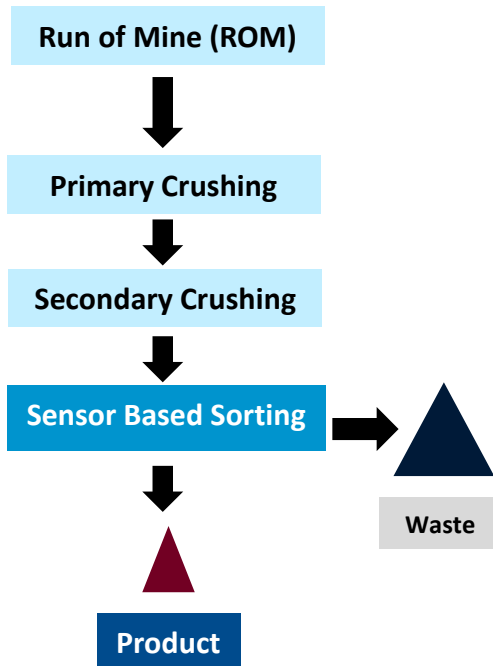 Run of Mine (ROM)
Primary Crushing
Secondary Crushing
Sensor Based Sorting
Waste
Product